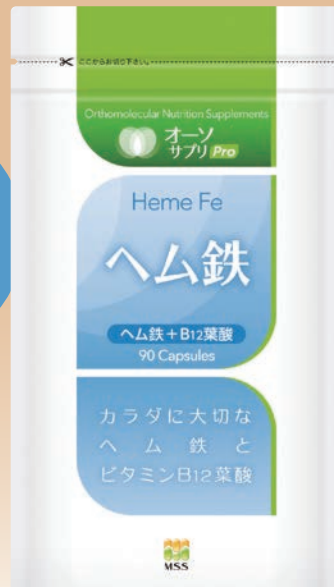 ここからお切り下さい。
Orthomolecular Nutrition Supplements
オーソ
サプリ Pro
Heme Fe
ヘム鉄
ヘム鉄+B12葉酸
90 Capsules
カラダに大切な
ヘム鉄と
ビタミンB12葉酸
MSS